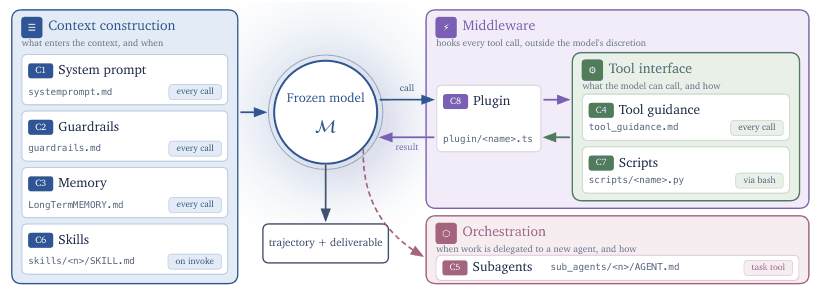 Context construction
what enters the context, and when
C1 System prompt
systemprompt.md every call
C2 Guardrails
guardrails.md every call
C3 Memory
LongTermMEMORY.md every call
C6 Skills
skills/<n>/SKILL.md on invoke
Frozen model
ℳ
call
result
trajectory + deliverable
Middleware
hooks every tool call, outside the model's discretion
C8 Plugin
plugin/<name>.ts
Tool interface
what the model can call, and how
C4 Tool guidance
tool_guidance.md every call
C7 Scripts
scripts/<name>.py via bash
Orchestration
when work is delegated to a new agent, and how
C5 Subagents sub_agents/<n>/AGENT.md task tool